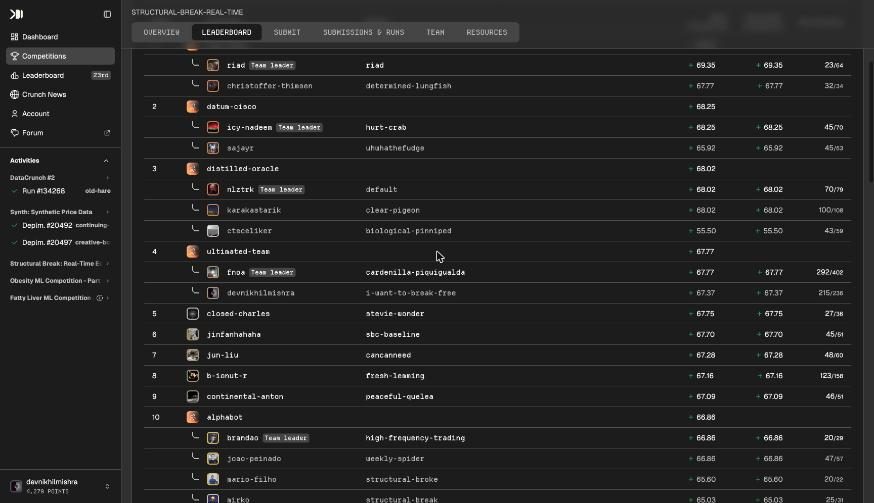 STRUCTURAL-BREAK-REAL-TIME
OVERVIEW LEADERBOARD SUBMIT SUBMISSIONS & RUNS TEAM RESOURCES
Dashboard
Competitions
Leaderboard 23rd
Crunch News
Account
Forum
Activities
DataCrunch #2
Run #134268 old-hare
Synth: Synthetic Price Data
Deplm. #20492 continuing-
Deplm. #20497 creative-bo
Structural Break: Real-Time E
Obesity ML Competition - Part
Fatty Liver ML Competition
devnikhilmishra
9,278 POINTS
riad Team leader riad + 69.35 + 69.35 23/64
christoffer-thimsen determined-lungfish + 67.77 + 67.77 32/34
2 datum-cisco + 68.25
icy-nadeem Team leader hurt-crab + 68.25 + 68.25 45/70
sajayr uhuhathefudge + 65.92 + 65.92 45/63
3 distilled-oracle + 68.02
nlztrk Team leader default + 68.02 + 68.02 70/79
karakastarik clear-pigeon + 68.02 + 68.02 100/108
cteceliker biological-pinniped + 55.50 + 55.50 43/59
4 ultimated-team + 67.77
fnoa Team leader cardenilla-piquigualda + 67.77 + 67.77 292/402
devnikhilmishra i-want-to-break-free + 67.37 + 67.37 215/236
5 closed-charles stevie-wonder + 67.75 + 67.75 27/36
6 jinfanhahaha sbc-baseline + 67.70 + 67.70 45/51
7 jun-liu cancanneed + 67.28 + 67.28 48/60
8 b-ionut-r fresh-lemming + 67.16 + 67.16 123/158
9 continental-anton peaceful-quelea + 67.09 + 67.09 46/51
10 alphabot + 66.86
brandao Team leader high-frequency-trading + 66.86 + 66.86 20/29
joao-peinado weekly-spider + 66.86 + 66.86 47/57
mario-filho structural-broke + 65.60 + 65.60 20/22
mirko structural-break + 65.03 + 65.03 25/31